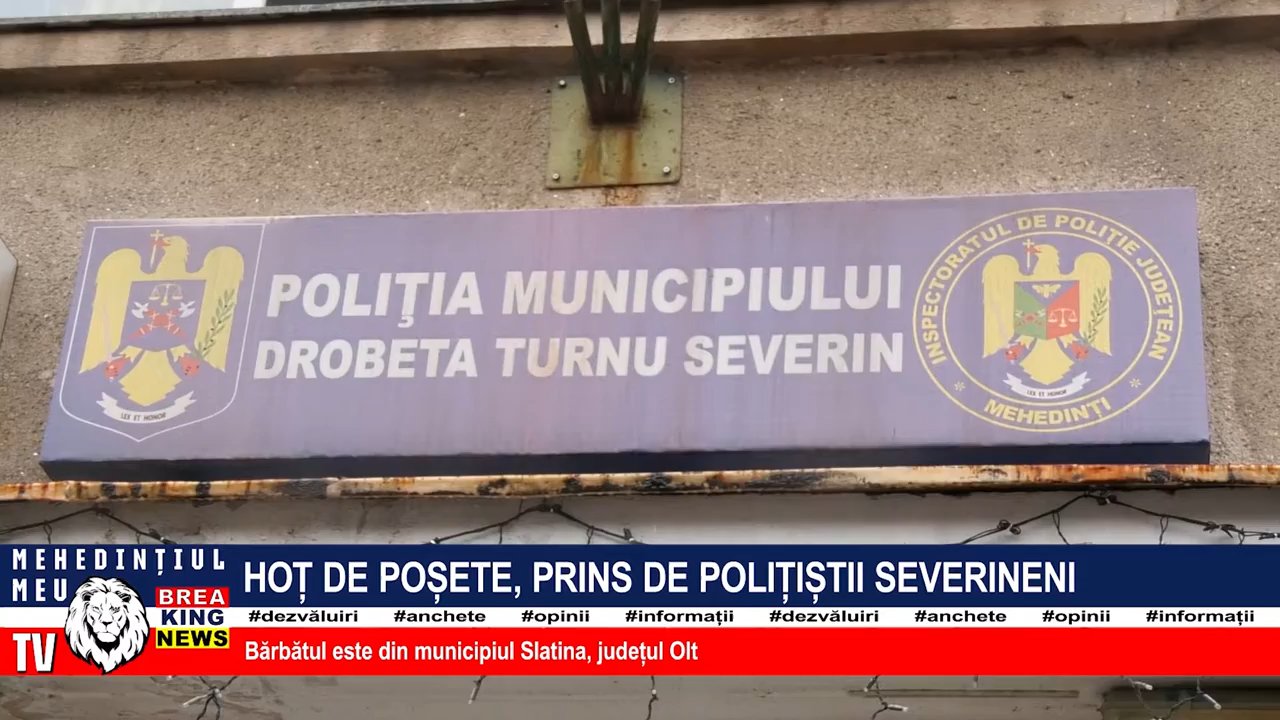 POLIŢIA MUNICIPIULUI
DROBETA TURNU SEVERIN
LEX ET HONOR
INSPECTORATUL DE POLIȚIE JUDEȚEAN
MEHEDINȚI
LEX ET HONOR
MEHEDINȚIUL
MEU
TV
BREA
KING
NEWS
HOȚ DE POȘETE, PRINS DE POLIȚIȘTII SEVERINENI
#dezvăluiri #anchete #opinii #informații #dezvăluiri #anchete #opinii #informații
Bărbătul este din municipiul Slatina, județul Olt